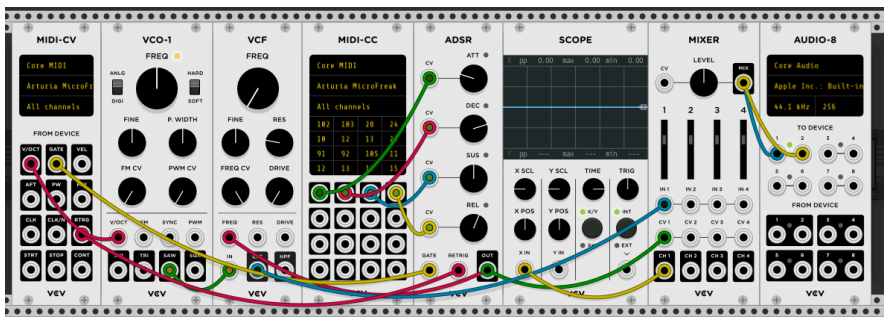 MIDI-CV
Core MIDI
Arturia MicroFr
All channels
FROM DEVICE
V/OCT GATE VEL
AFT PW
CLK CLK/N RTRG
STRT STOP CONT
VCV
VCO-1
FREQ
ANLG
DIGI
HARD
SOFT
FINE P. WIDTH
FM CV PWM CV
V/OCT FM SYNC PWM
TRI SAW
VCV
VCF
FREQ
FINE RES
FREQ CV DRIVE
FREQ RES DRIVE
IN HPF
MIDI-CC
Core MIDI
Arturia MicroFreak
All channels
102 103 28 24
10 12 13
91 92 105 11
12 13 15
ADSR
CV ATT
CV DEC
CV SUS
CV REL
GATE RETRIG OUT
VCV
SCOPE
X pp 0.00 max 0.00 min 0.00
Y pp --- max --- min ---
X SCL Y SCL TIME TRIG
X POS Y POS X/Y INT
EXT
X IN Y IN
VCV
MIXER
LEVEL
CV MIX
1 2 3 4
IN 1 IN 2 IN 3 IN 4
CV 1 CV 2 CV 3 CV 4
CH 1 CH 2 CH 3 CH 4
VCV
AUDIO-8
Core Audio
Apple Inc.: Built-in
44.1 kHz 256
TO DEVICE
1 2 3 4
5 6 7 8
FROM DEVICE
1 2 3 4
5 6 7 8
VCV